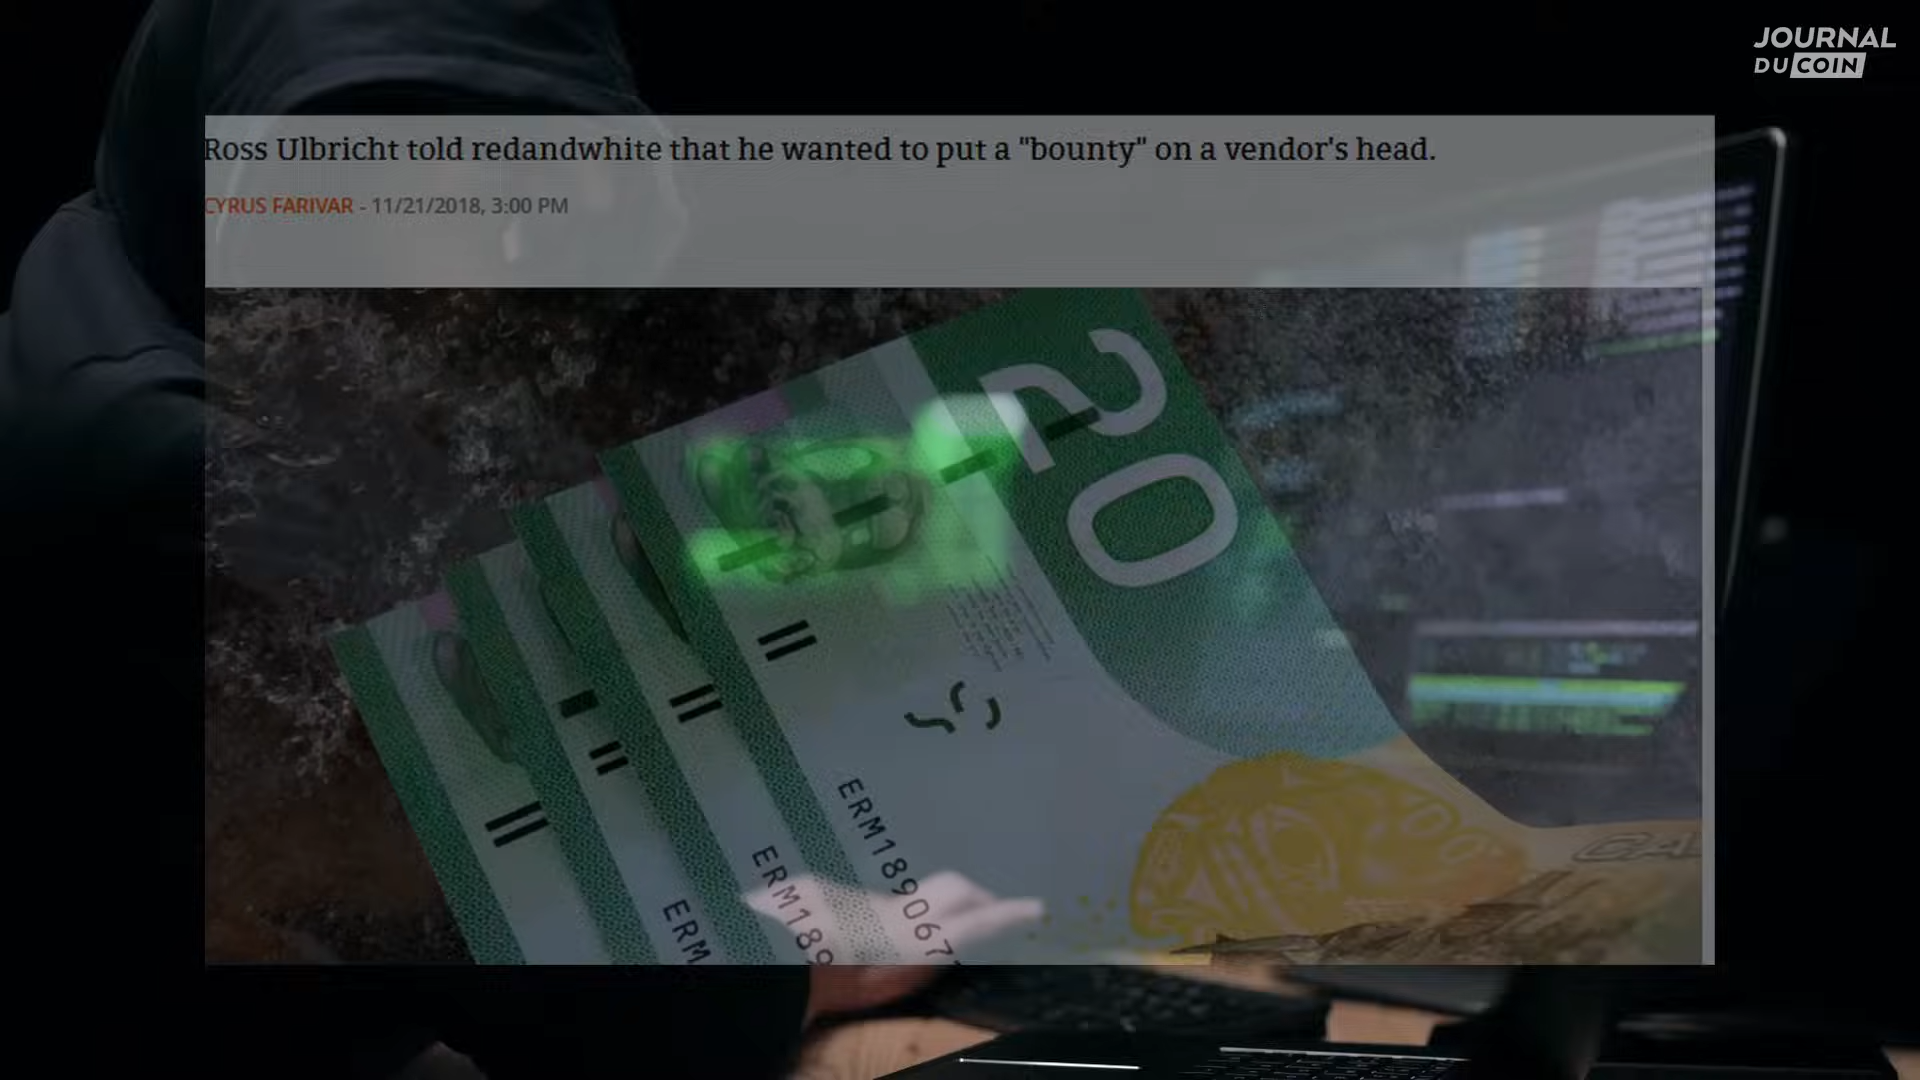 JOURNAL
DU COIN
Ross Ulbricht told redandwhite that he wanted to put a "bounty" on a vendor's head.
CYRUS FARIVAR - 11/21/2018, 3:00 PM
20
ERM189067
ERM189
ERM